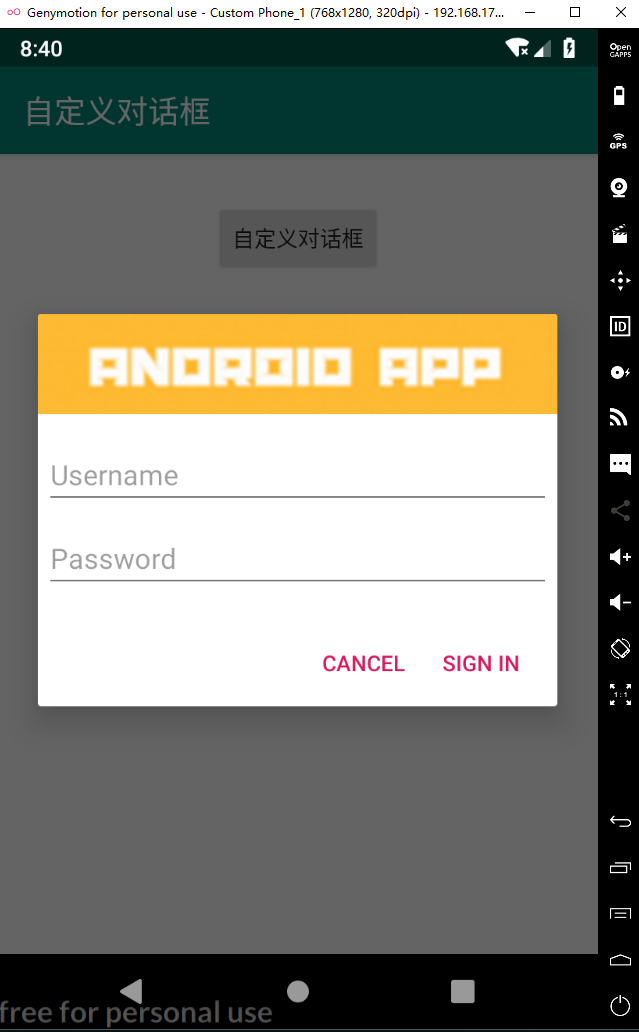 Genymotion for personal use - Custom Phone_1 (768x1280, 320dpi) - 192.168.17...
8:40
Open
GAPPS
自定义对话框
GPS
自定义对话框
ID
ANDROID APP
Username
Password
CANCEL
SIGN IN
1:1
free for personal use